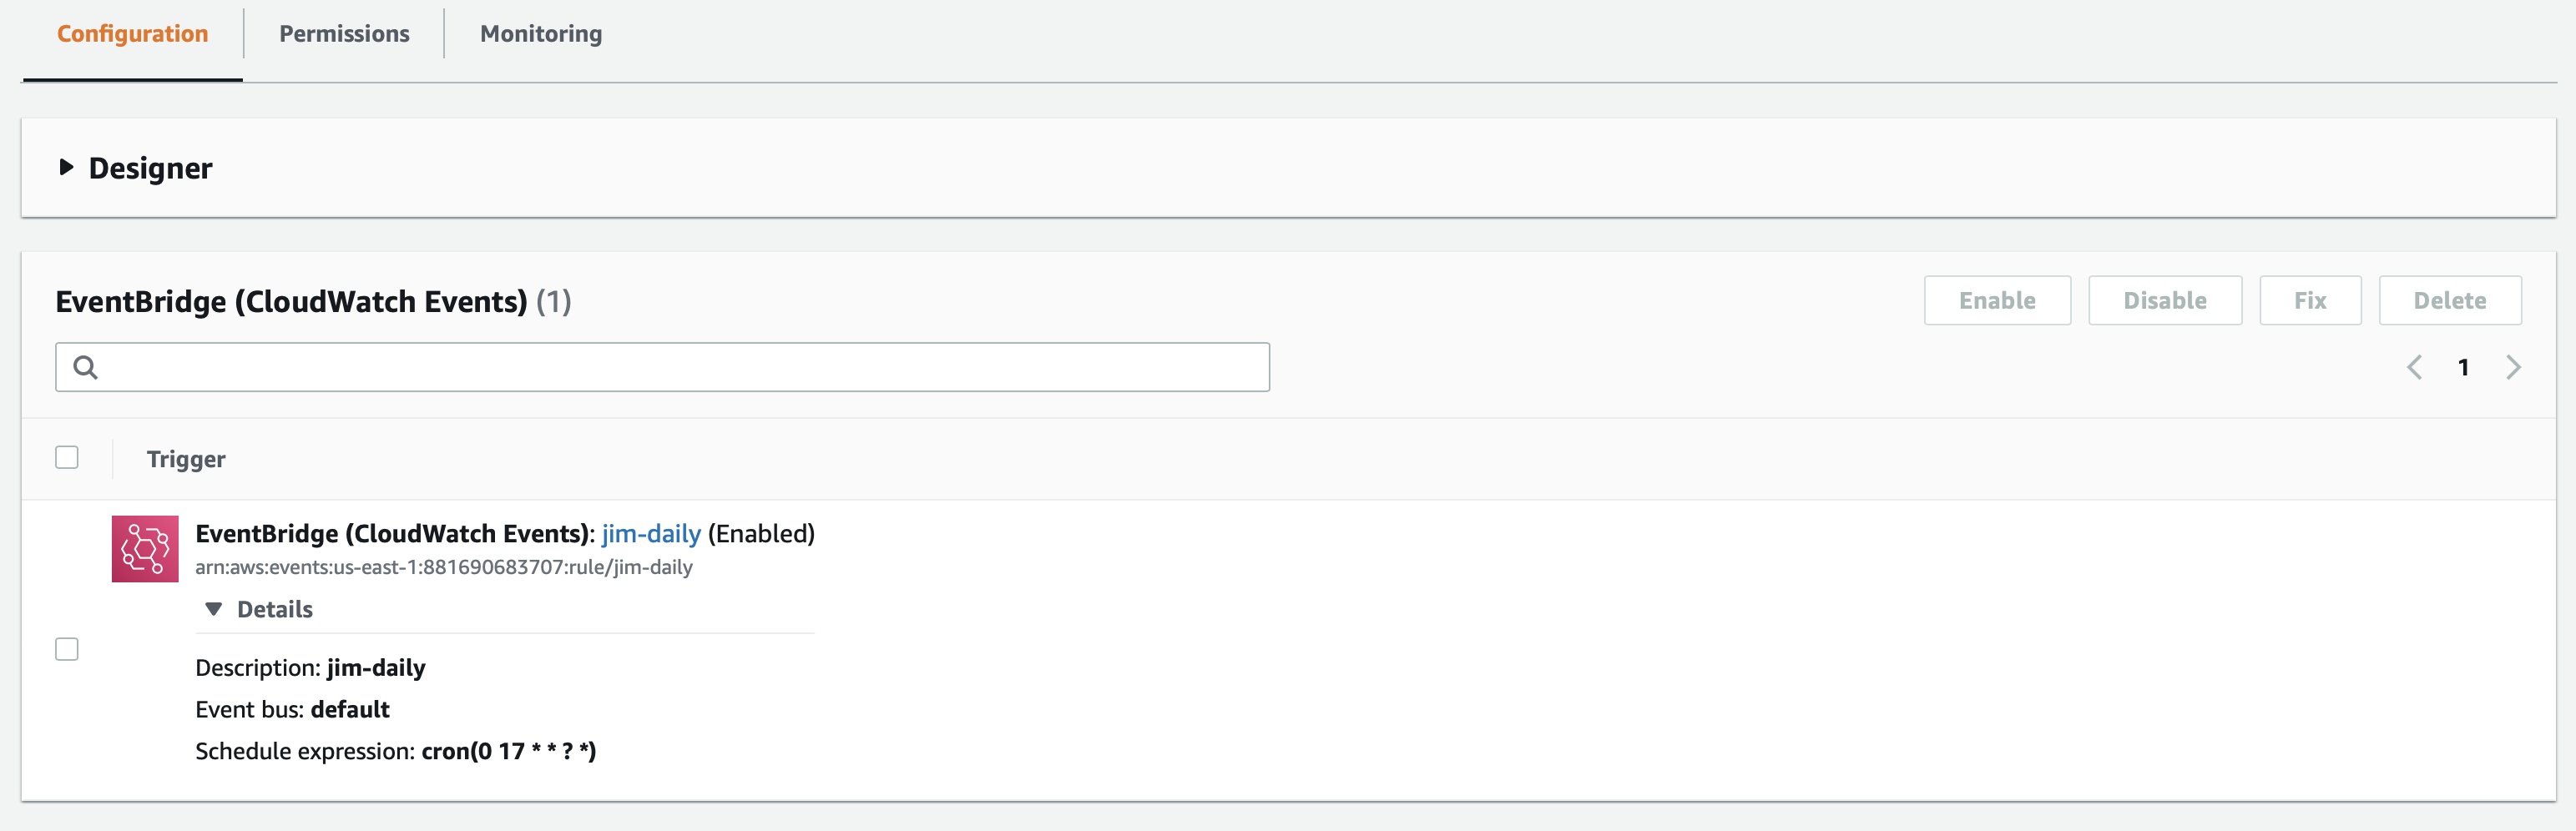 Configuration
Permissions
Monitoring
Designer
EventBridge (CloudWatch Events) (1)
Enable
Disable
Fix
Delete
1
Trigger
EventBridge (CloudWatch Events): jim-daily (Enabled)
arn:aws:events:us-east-1:881690683707:rule/jim-daily
Details
Description: jim-daily
Event bus: default
Schedule expression: cron(0 17 * * ? *)